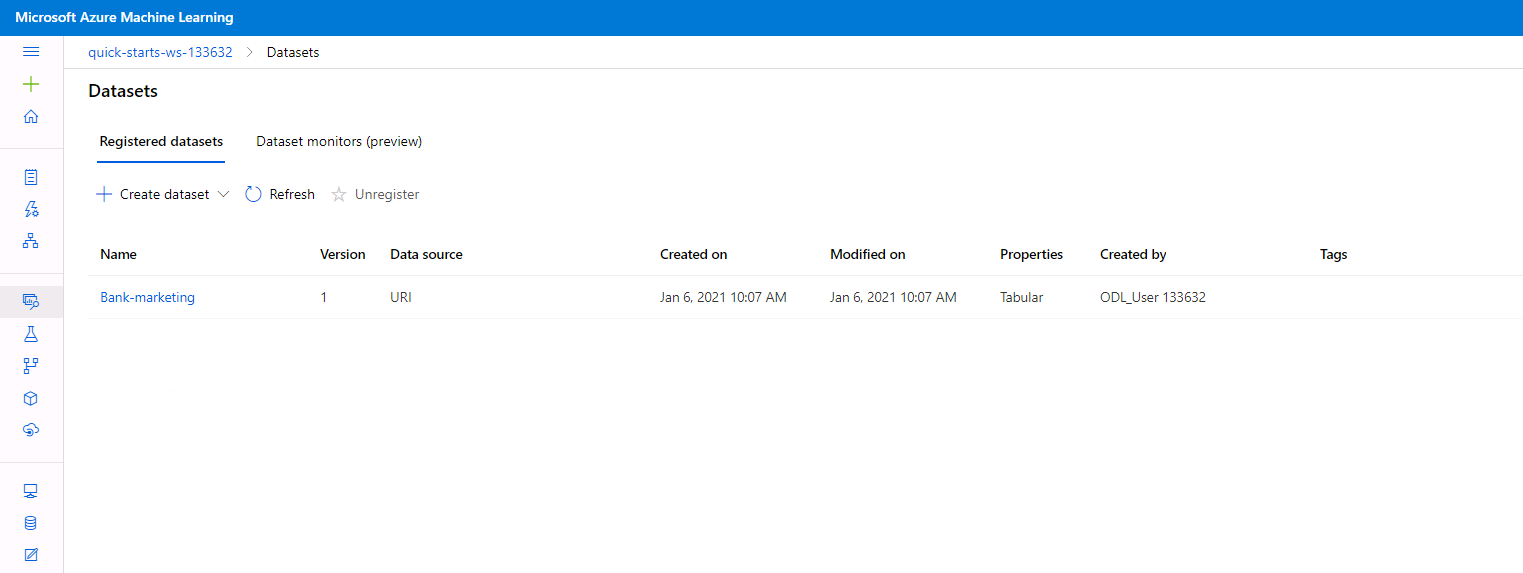 Microsoft Azure Machine Learning
quick-starts-ws-133632 > Datasets
Datasets
Registered datasets Dataset monitors (preview)
Create dataset Refresh Unregister
Name Version Data source Created on Modified on Properties Created by Tags
Bank-marketing 1 URI Jan 6, 2021 10:07 AM Jan 6, 2021 10:07 AM Tabular ODL_User 133632